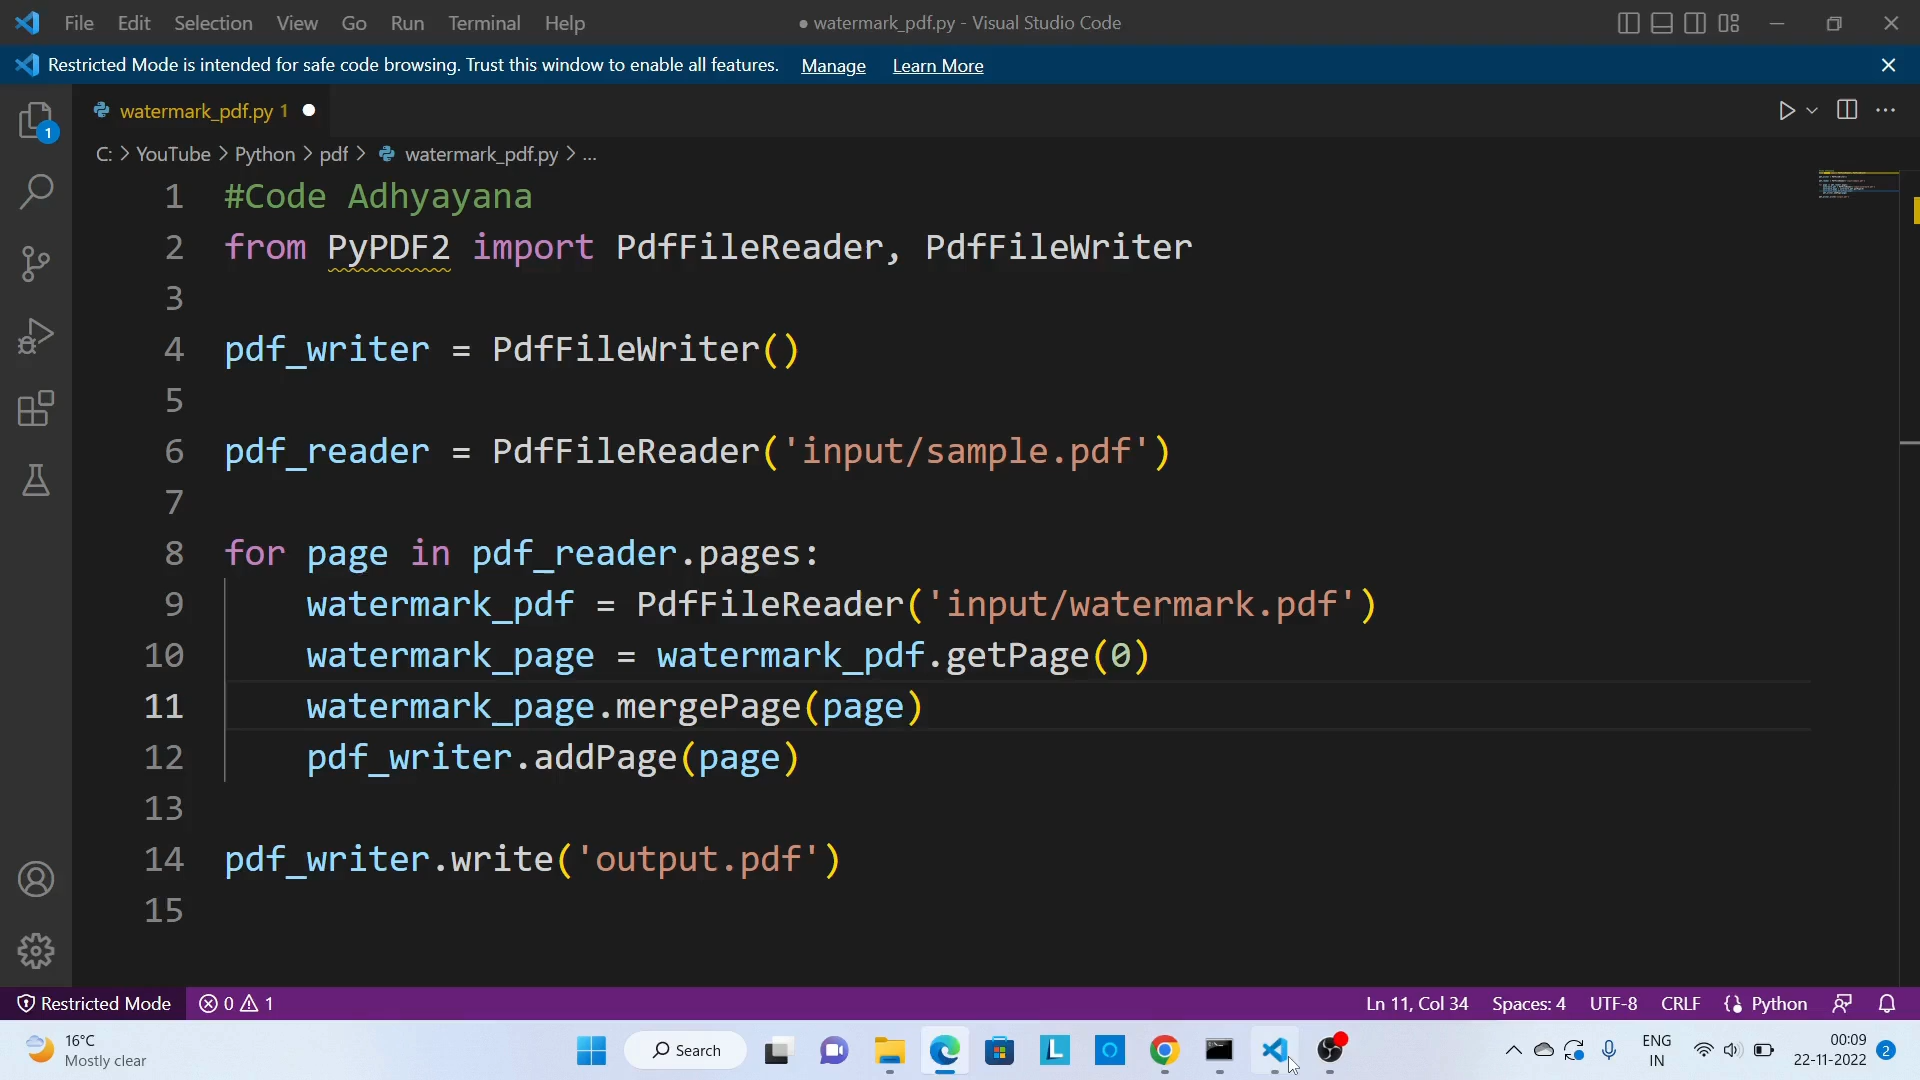 File Edit Selection View Go Run Terminal Help ● watermark_pdf.py - Visual Studio Code
Restricted Mode is intended for safe code browsing. Trust this window to enable all features. Manage Learn More
1 watermark_pdf.py 1
C: > YouTube > Python > pdf > watermark_pdf.py > ...
1 #Code Adhyayana
2 from PyPDF2 import PdfFileReader, PdfFileWriter
3
4 pdf_writer = PdfFileWriter()
5
6 pdf_reader = PdfFileReader('input/sample.pdf')
7
8 for page in pdf_reader.pages:
9 watermark_pdf = PdfFileReader('input/watermark.pdf')
10 watermark_page = watermark_pdf.getPage(0)
11 watermark_page.mergePage(page)
12 pdf_writer.addPage(page)
13
14 pdf_writer.write('output.pdf')
15
Restricted Mode 0 1 Ln 11, Col 34 Spaces: 4 UTF-8 CRLF Python
16°C
Mostly clear
Search
L
ENG
IN
00:09
22-11-2022
2